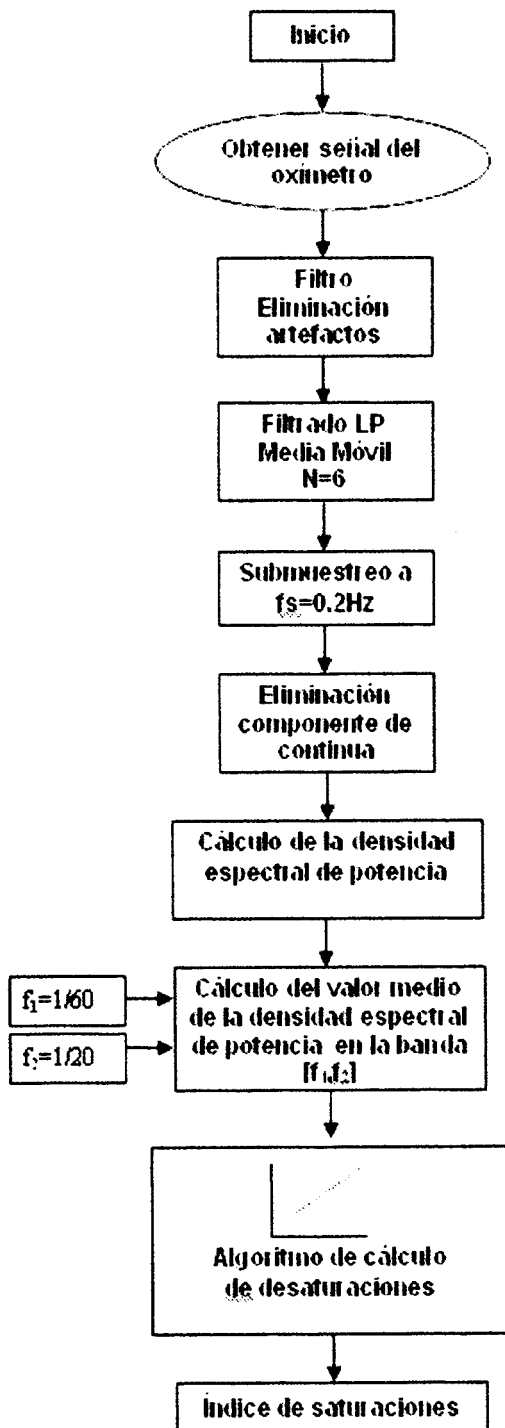 Inicio
Obtener señal del
oxímetro
Filtro
Eliminación
artefactos
Filtrado LP
Media Móvil
N=6
Submuestreo a
fs=0.2Hz
Eliminación
componente de
continua
Cálculo de la densidad
espectral de potencia
f₁=1/60
f₂=1/20
Cálculo del valor medio
de la densidad espectral
de potencia en la banda
[f₁,f₂]
Algoritmo de cálculo
de desaturaciones
Índice de saturaciones